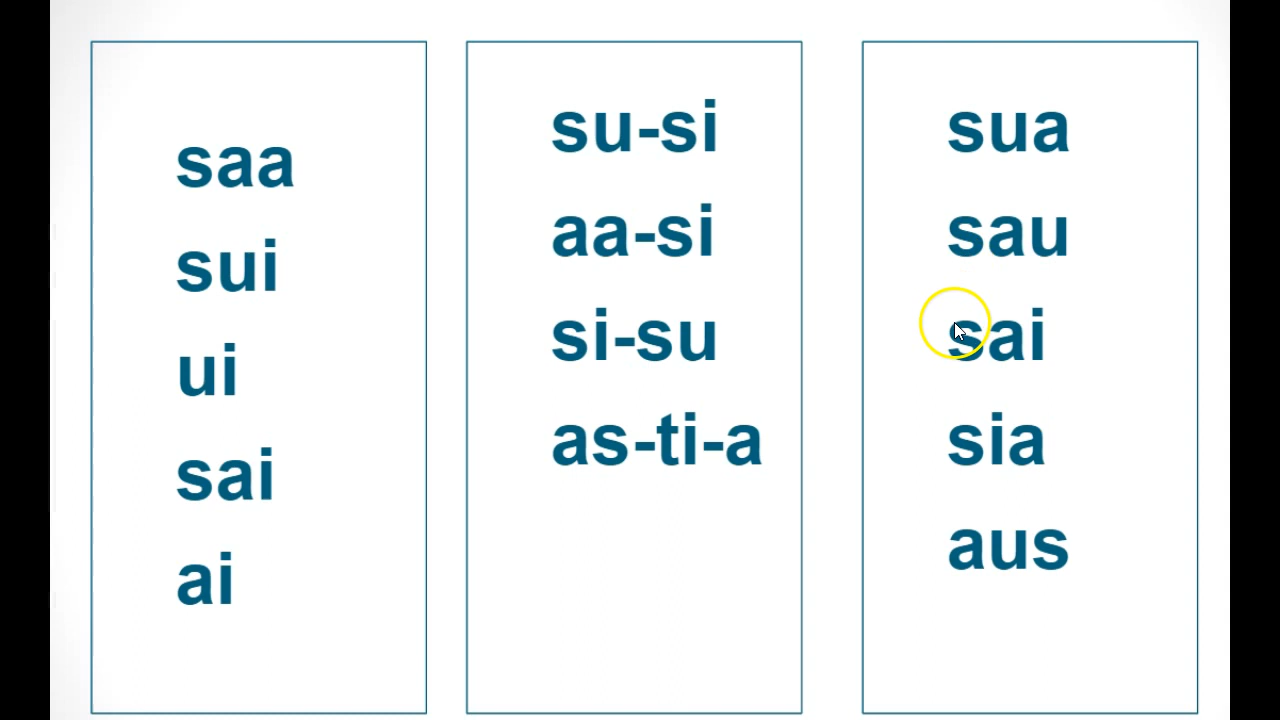 saa
sui
ui
sai
ai
su-si
aa-si
si-su
as-ti-a
sua
sau
sai
sia
aus